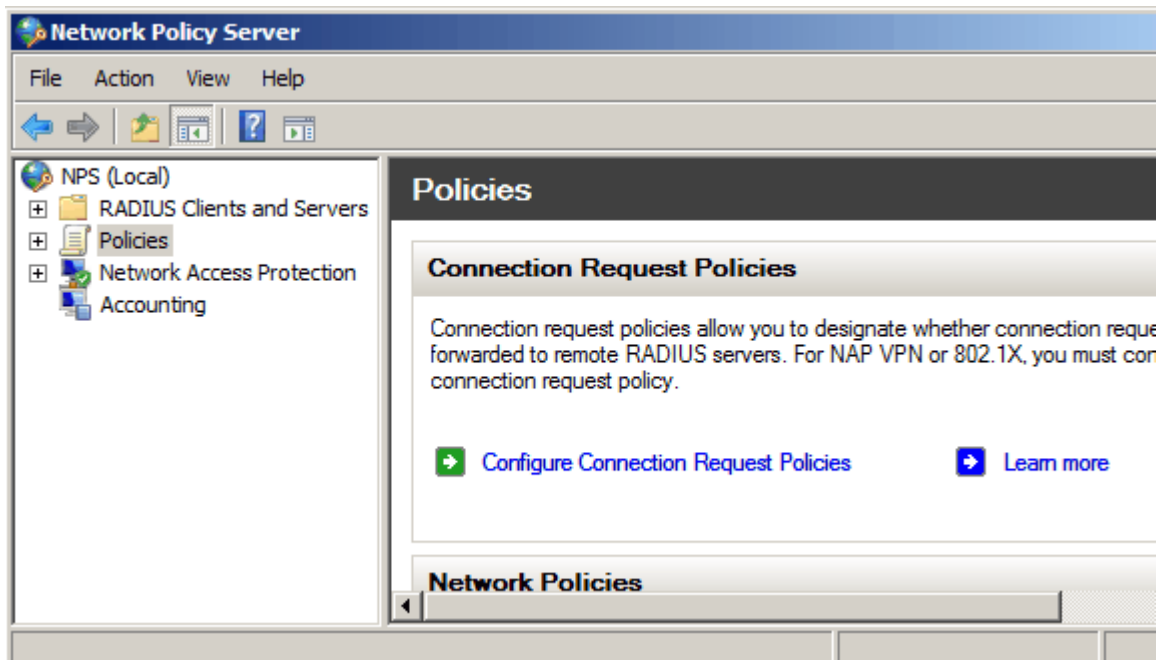 Network Policy Server
File Action View Help
NPS (Local)
RADIUS Clients and Servers
Policies
Network Access Protection
Accounting
Policies
Connection Request Policies
Connection request policies allow you to designate whether connection reque
forwarded to remote RADIUS servers. For NAP VPN or 802.1X, you must con
connection request policy.
Configure Connection Request Policies Learn more
Network Policies